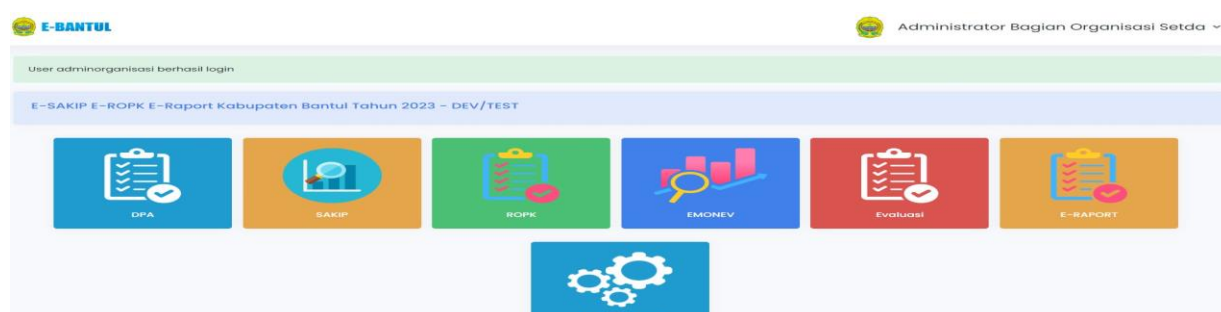 E-BANTUL
Administrator Bagian Organisasi Setda
User adminorganisasi berhasil login
E-SAKIP E-ROPK E-Raport Kabupaten Bantul Tahun 2023 - DEV/TEST
DPA SAKIP ROPK EMONEV Evaluasi E-RAPORT